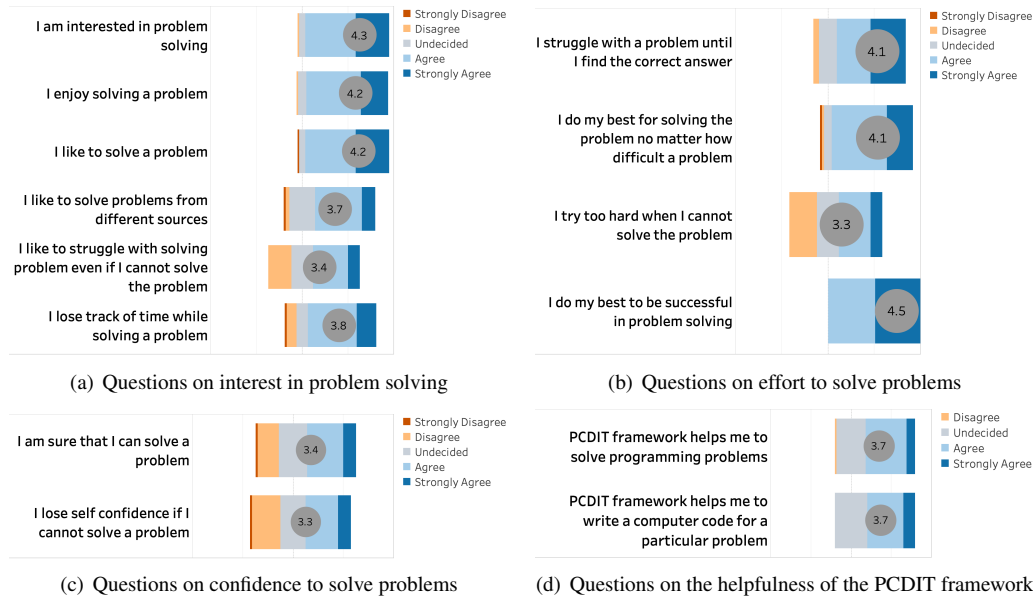 I am interested in problem
solving
4.3
I enjoy solving a problem
4.2
I like to solve a problem
4.2
I like to solve problems from
different sources
3.7
I like to struggle with solving
problem even if I cannot solve
the problem
3.4
I lose track of time while
solving a problem
3.8
Strongly Disagree
Disagree
Undecided
Agree
Strongly Agree
(a) Questions on interest in problem solving
I struggle with a problem until
I find the correct answer
4.1
I do my best for solving the
problem no matter how
difficult a problem
4.1
I try too hard when I cannot
solve the problem
3.3
I do my best to be successful
in problem solving
4.5
Strongly Disagree
Disagree
Undecided
Agree
Strongly Agree
(b) Questions on effort to solve problems
I am sure that I can solve a
problem
3.4
I lose self confidence if I
cannot solve a problem
3.3
Strongly Disagree
Disagree
Undecided
Agree
Strongly Agree
(c) Questions on confidence to solve problems
PCDIT framework helps me to
solve programming problems
3.7
PCDIT framework helps me to
write a computer code for a
particular problem
3.7
Disagree
Undecided
Agree
Strongly Agree
(d) Questions on the helpfulness of the PCDIT framework